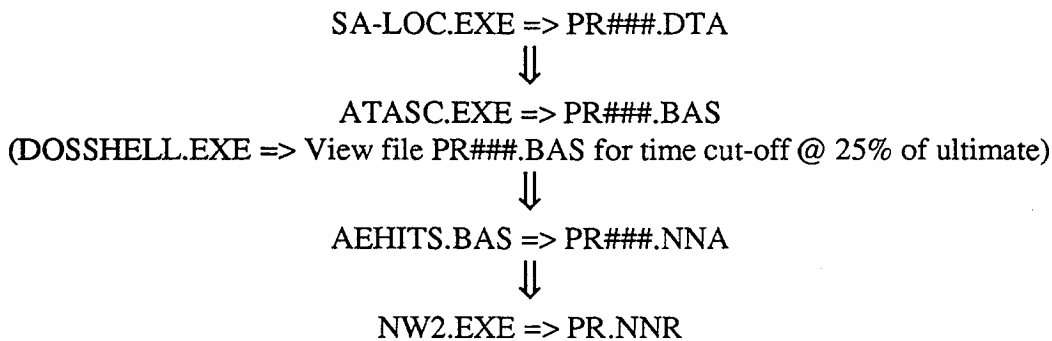 SA-LOC.EXE => PR###.DTA
⇓
ATASC.EXE => PR###.BAS
(DOSSHELL.EXE => View file PR###.BAS for time cut-off @ 25% of ultimate)
⇓
AEHITS.BAS => PR###.NNA
⇓
NW2.EXE => PR.NNR